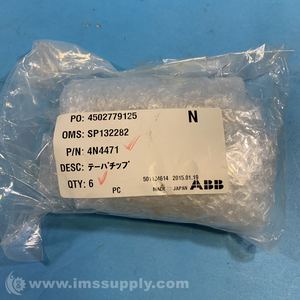 PO: 4502779125 N
OMS: SP132282
P/N: 4N4471
DESC: テーパチップ
QTY: 6
PC
2015.01.19
MADE IN JAPAN ABB
www.imssupply.com